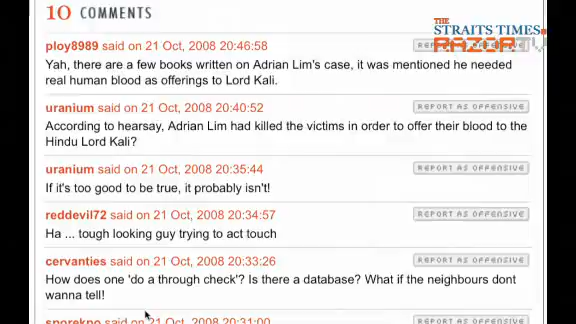 10 COMMENTS
THE
STRAITS TIMES
RAZOR TV
ploy8989 said on 21 Oct, 2008 20:46:58
REPORT AS OFFENSIVE
Yah, there are a few books written on Adrian Lim's case, it was mentioned he needed
real human blood as offerings to Lord Kali.
uranium said on 21 Oct, 2008 20:40:52
REPORT AS OFFENSIVE
According to hearsay, Adrian Lim had killed the victims in order to offer their blood to the
Hindu Lord Kali?
uranium said on 21 Oct, 2008 20:35:44
REPORT AS OFFENSIVE
If it's too good to be true, it probably isn't!
reddevil72 said on 21 Oct, 2008 20:34:57
REPORT AS OFFENSIVE
Ha ... tough looking guy trying to act touch
cervanties said on 21 Oct, 2008 20:33:26
REPORT AS OFFENSIVE
How does one 'do a through check'? Is there a database? What if the neighbours dont
wanna tell!
said on 21 Oct, 2008 20:31:00
REPORT AS OFFENSIVE